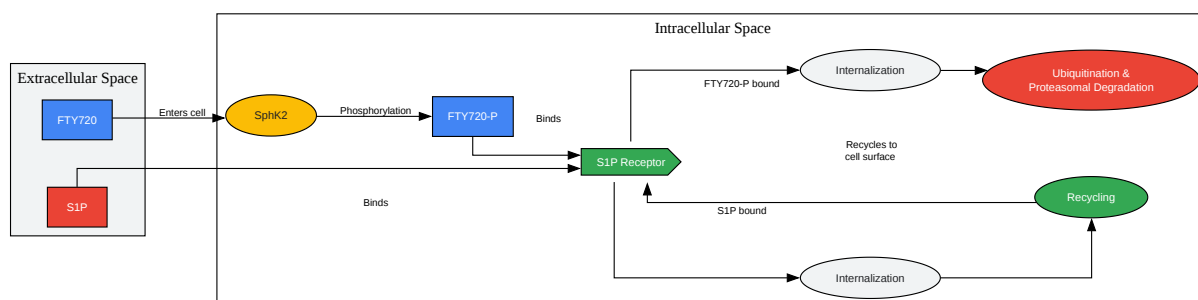 Intracellular Space
Extracellular Space
FTY720
Enters cell
SphK2
Phosphorylation
FTY720-P
Binds
S1P Receptor
FTY720-P bound
Internalization
Ubiquitination &
Proteasomal Degradation
Recycles to
cell surface
S1P
Binds
S1P bound
Recycling
Internalization